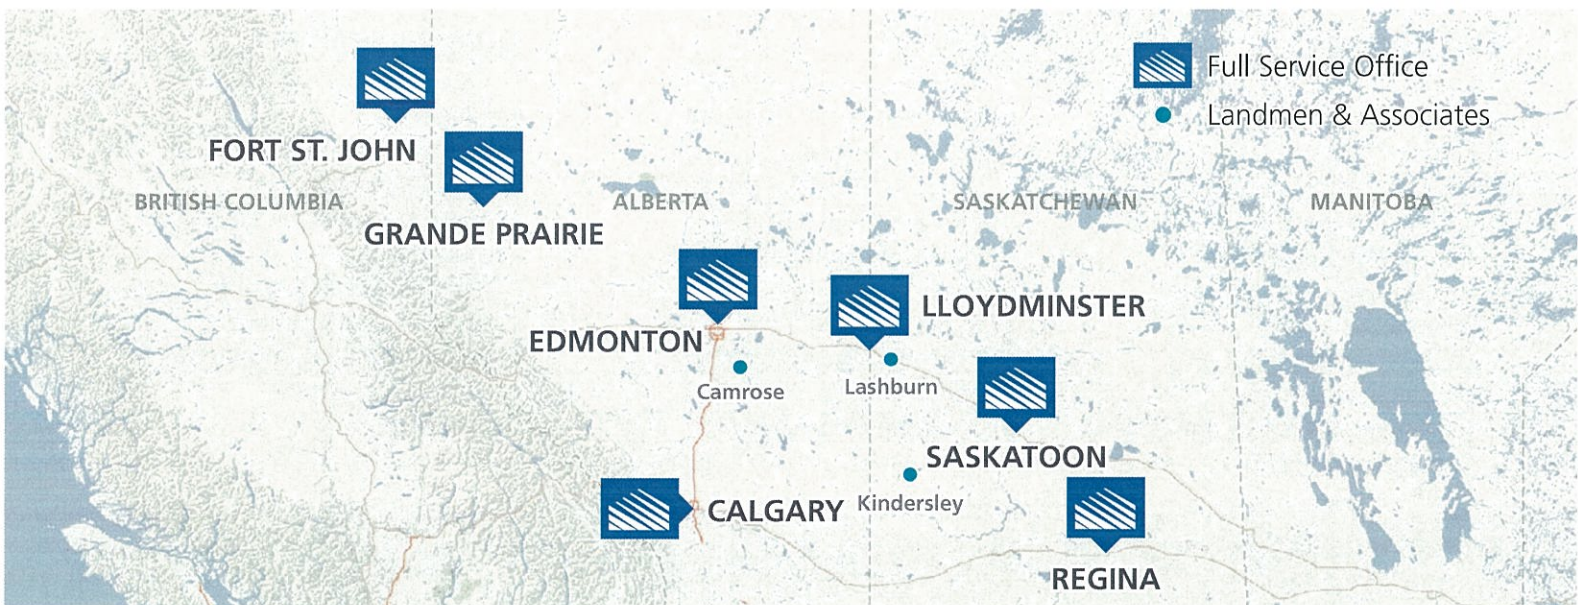 Full Service Office
Landmen & Associates
FORT ST. JOHN
BRITISH COLUMBIA
ALBERTA
SASKATCHEWAN
MANITOBA
GRANDE PRAIRIE
LLOYDMINSTER
EDMONTON
Camrose
Lashburn
SASKATOON
CALGARY
Kindersley
REGINA